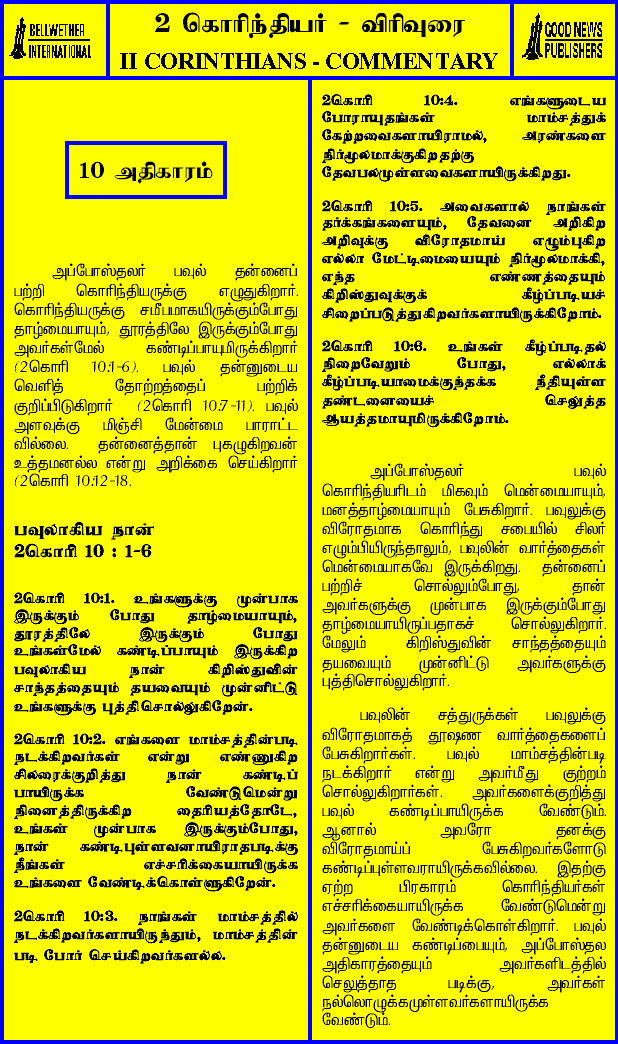 BELLWETHER
INTERNATIONAL
2 கொரிந்தியர் - விரிவுரை
II CORINTHIANS - COMMENTARY
GOOD NEWS
PUBLISHERS
10 அதிகாரம்
அப்போஸ்தலர் பவுல் தன்னைப்
பற்றி கொரிந்தியருக்கு எழுதுகிறார்.
கொரிந்தியருக்கு சமீபமாகயிருக்கும்போது
தாழ்மையாயும், தூரத்திலே இருக்கும்போது
அவர்கள்மேல் கண்டிப்பாயுமிருக்கிறார்
(2கொரி 10:1-6). பவுல் தன்னுடைய
வெளித் தோற்றத்தைப் பற்றிக்
குறிப்பிடுகிறார் (2கொரி 10:7-11). பவுல்
அளவுக்கு மிஞ்சி மேன்மை பாராட்ட
வில்லை. தன்னைத்தான் புகழுகிறவன்
உத்தமனல்ல என்று அறிக்கை செய்கிறார்
(2கொரி 10:12-18.
பவுலாகிய நான்
2கொரி 10 : 1-6
2கொரி 10:1. உங்களுக்கு முன்பாக
இருக்கும் போது தாழ்மையாயும்,
தூரத்திலே இருக்கும் போது
உங்கள்மேல் கண்டிப்பாயும் இருக்கிற
பவுலாகிய நான் கிறிஸ்துவின்
சாந்தத்தையும் தயவையும் முன்னிட்டு
உங்களுக்கு புத்திசொல்லுகிறேன்.
2கொரி 10:2. எங்களை மாம்சத்தின்படி
நடக்கிறவர்கள் என்று எண்ணுகிற
சிலரைக்குறித்து நான் கண்டிப்
பாயிருக்க வேண்டுமென்று
நினைத்திருக்கிற தைரியத்தோடே,
உங்கள் முன்பாக இருக்கும்போது,
நான் கண்டிபுள்ளவனாயிராதபடிக்கு
நீங்கள் எச்சரிக்கையாயிருக்க
உங்களை வேண்டிக்கொள்ளுகிறேன்.
2கொரி 10:3. நாங்கள் மாம்சத்தில்
நடக்கிறவர்களாயிருந்தும், மாம்சத்தின்
படி போர் செய்கிறவர்களல்ல.
2கொரி 10:4. எங்களுடைய
போராயுதங்கள் மாம்சத்துக்
கேற்றவைகளாயிராமல், அரண்களை
நிர்மூலமாக்குகிறதற்கு
தேவபலமுள்ளவைகளாயிருக்கிறது.
2கொரி 10:5. அவைகளால் நாங்கள்
தர்க்கங்களையும், தேவனை அறிகிற
அறிவுக்கு விரோதமாய் எழும்புகிற
எல்லா மேட்டிமையையும் நிர்மூலமாக்கி,
எந்த எண்ணத்தையும்
கிறிஸ்துவுக்குக் கீழ்ப்படியச்
சிறைப்படுத்துகிறவர்களாயிருக்கிறோம்.
2கொரி 10:6. உங்கள் கீழ்ப்படிதல்
நிறைவேறும் போது, எல்லாக்
கீழ்ப்படியாமைக்குந்தக்க நீதியுள்ள
தண்டனையைச் செலுத்த
ஆயத்தமாயுமிருக்கிறோம்.
அப்போஸ்தலர் பவுல்
கொரிந்தியரிடம் மிகவும் மென்மையாயும்,
மனத்தாழ்மையாயும் பேசுகிறார். பவுலுக்கு
விரோதமாக கொரிந்து சபையில் சிலர்
எழும்பியிருந்தாலும், பவுலின் வார்த்தைகள்
மென்மையாகவே இருக்கிறது. தன்னைப்
பற்றிச் சொல்லும்போது, தான்
அவர்களுக்கு முன்பாக இருக்கும்போது
தாழ்மையாயிருப்பதாகச் சொல்லுகிறார்.
மேலும் கிறிஸ்துவின் சாந்தத்தையும்
தயவையும் முன்னிட்டு அவர்களுக்கு
புத்திசொல்லுகிறார்.
பவுலின் சத்துருக்கள் பவுலுக்கு
விரோதமாகத் தூஷண வார்த்தைகளைப்
பேசுகிறார்கள். பவுல் மாம்சத்தின்படி
நடக்கிறார் என்று அவர்மீது குற்றம்
சொல்லுகிறார்கள். அவர்களைக்குறித்து
பவுல் கண்டிப்பாயிருக்க வேண்டும்.
ஆனால் அவரோ தனக்கு
விரோதமாய்ப் பேசுகிறவர்களோடு
கண்டிப்புள்ளவராயிருக்கவில்லை. இதற்கு
ஏற்ற பிரகாரம் கொரிந்தியர்கள்
எச்சரிக்கையாயிருக்க வேண்டுமென்று
அவர்களை வேண்டிக்கொள்கிறார். பவுல்
தன்னுடைய கண்டிப்பையும், அப்போஸ்தல
அதிகாரத்தையும் அவர்களிடத்தில்
செலுத்தாத படிக்கு, அவர்கள்
நல்லொழுக்கமுள்ளவர்களாயிருக்க
வேண்டும்.